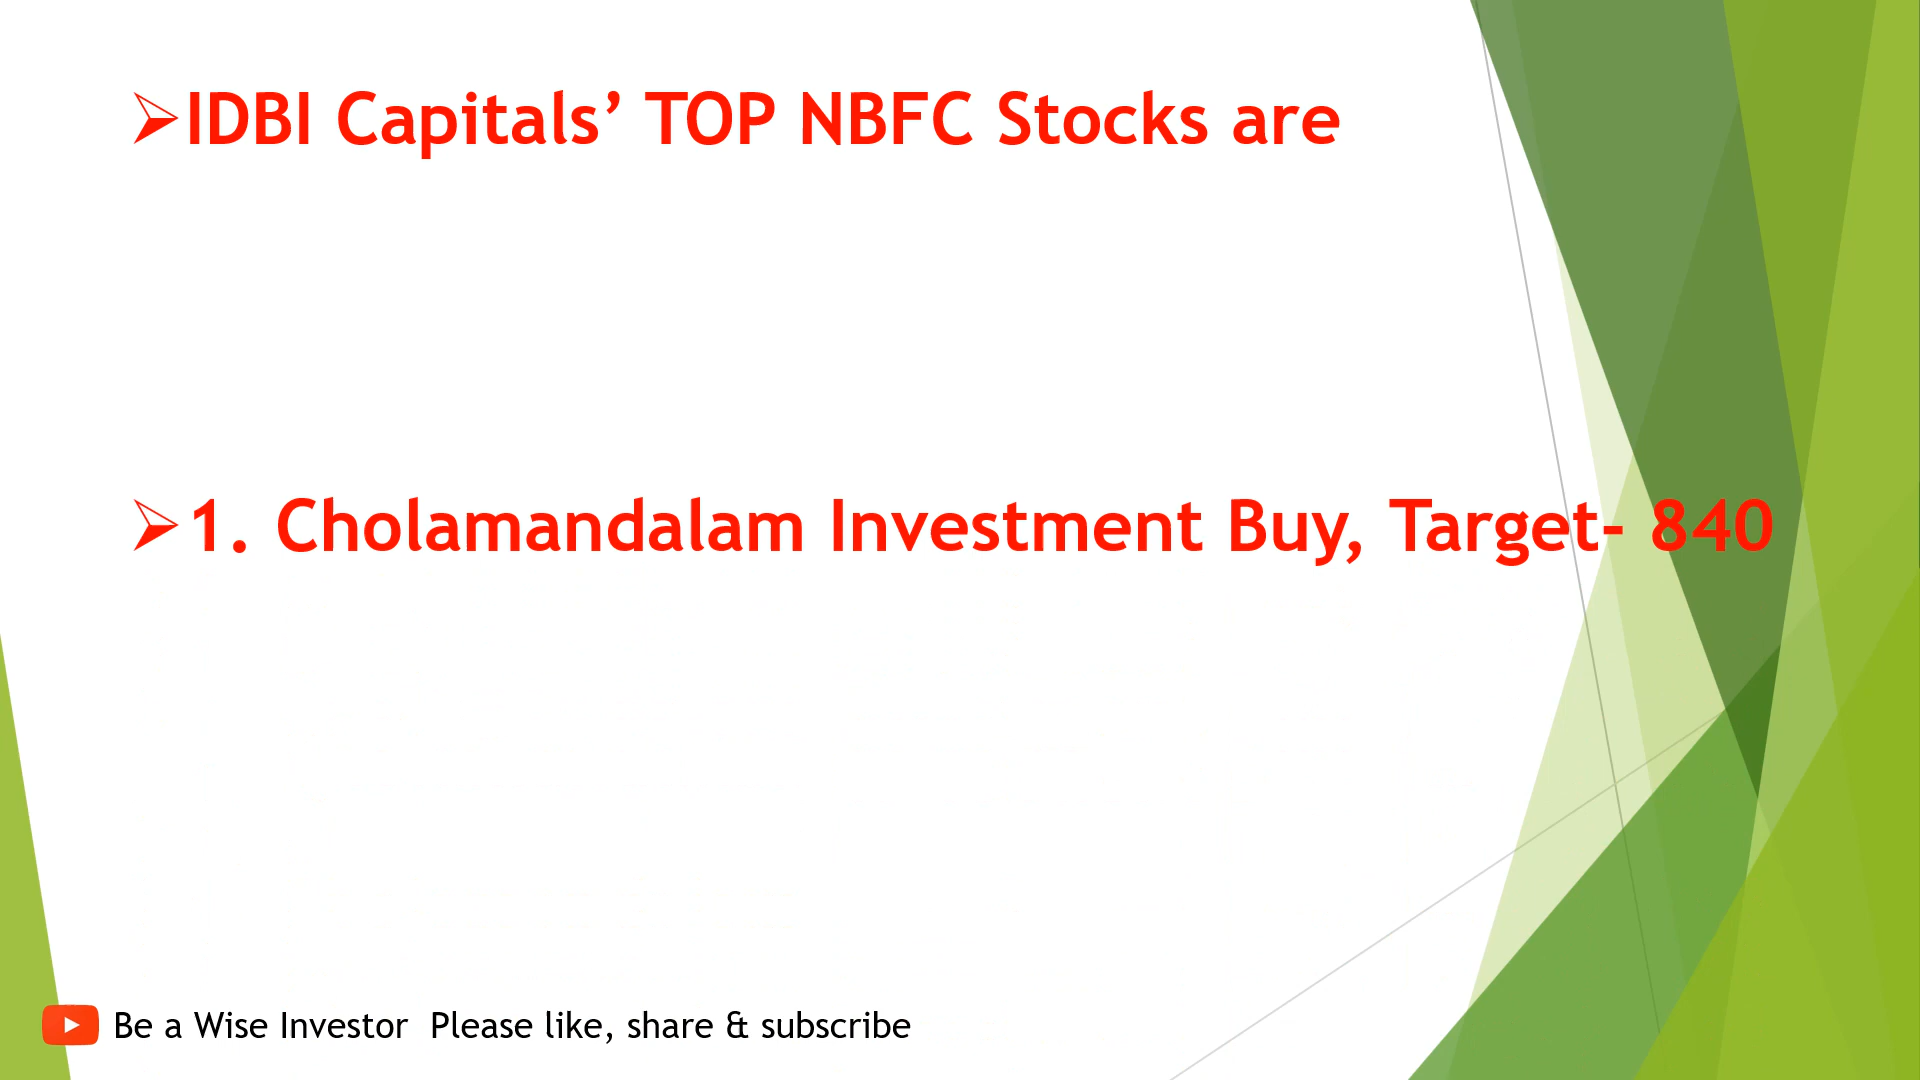 ➢IDBI Capitals’ TOP NBFC Stocks are
➢1. Cholamandalam Investment Buy, Target- 840
Be a Wise Investor  Please like, share & subscribe